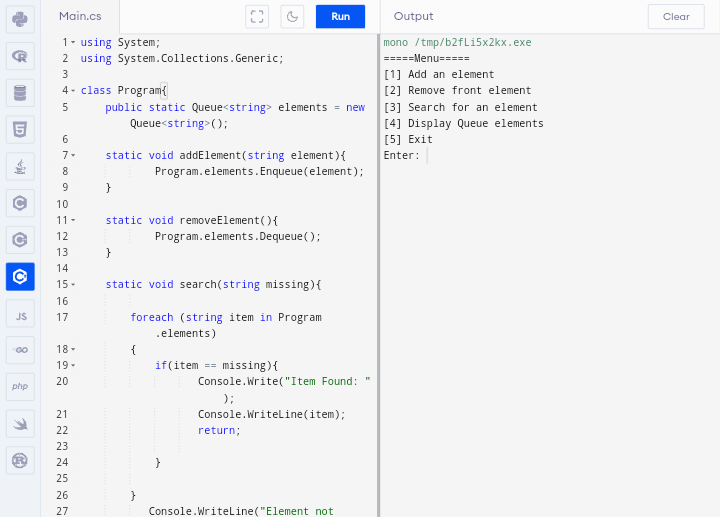 Main.cs
Run
Output
Clear
1 using System;
2 using System.Collections.Generic;
3
4 class Program{
5 public static Queue<string> elements = new
Queue<string>();
6
7 static void addElement(string element){
8 Program.elements.Enqueue(element);
9 }
10
11 static void removeElement(){
12 Program.elements.Dequeue();
13 }
14
15 static void search(string missing){
16
17 foreach (string item in Program
.elements)
18 {
19 if(item == missing){
20 Console.Write("Item Found: "
);
21 Console.WriteLine(item);
22 return;
23
24 }
25
26 }
27 Console.WriteLine("Element not
mono /tmp/b2fLi5x2kx.exe
=====Menu=====
[1] Add an element
[2] Remove front element
[3] Search for an element
[4] Display Queue elements
[5] Exit
Enter:
JS
GO
php